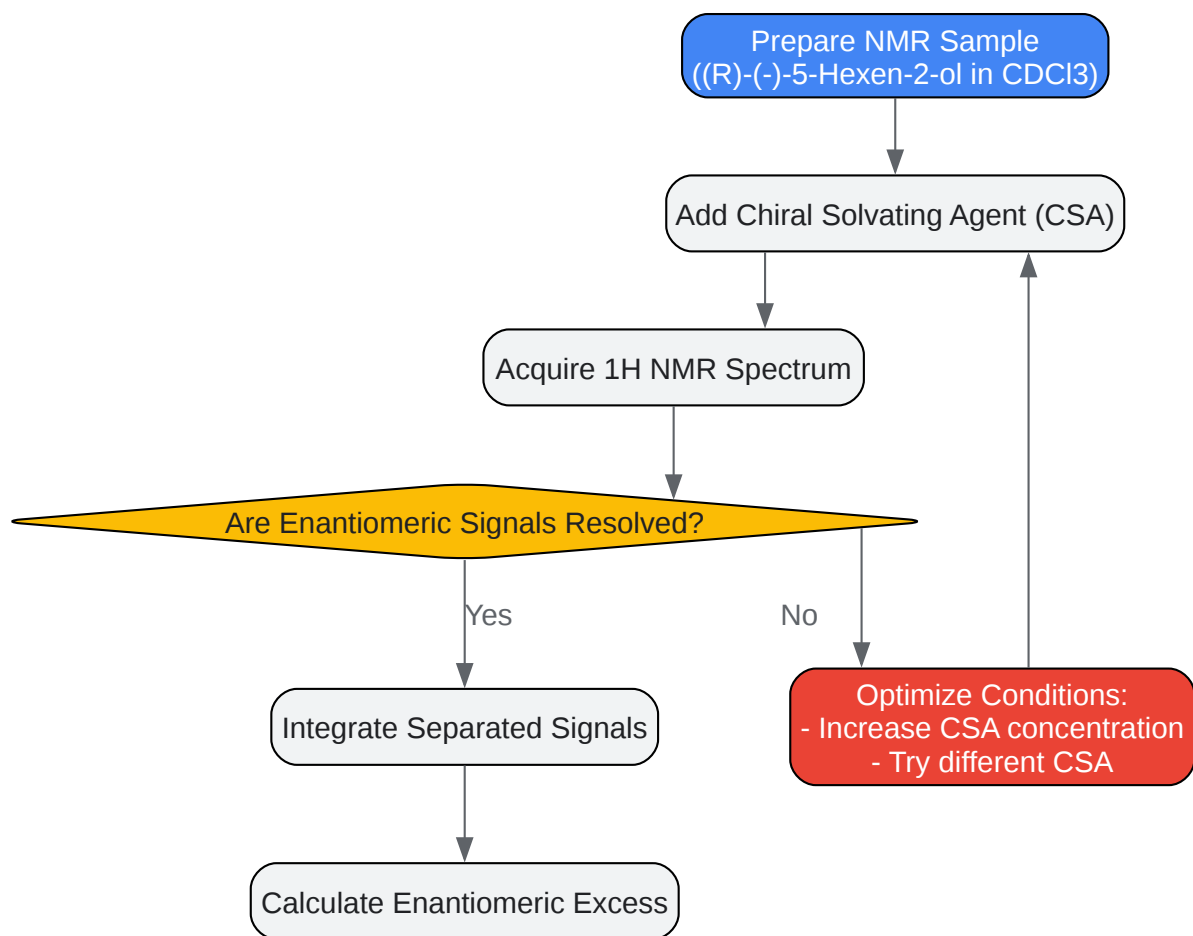 Prepare NMR Sample
((R)-(-)-5-Hexen-2-ol in CDCl3)
Add Chiral Solvating Agent (CSA)
Acquire 1H NMR Spectrum
Are Enantiomeric Signals Resolved?
Yes
No
Integrate Separated Signals
Optimize Conditions:
- Increase CSA concentration
- Try different CSA
Calculate Enantiomeric Excess